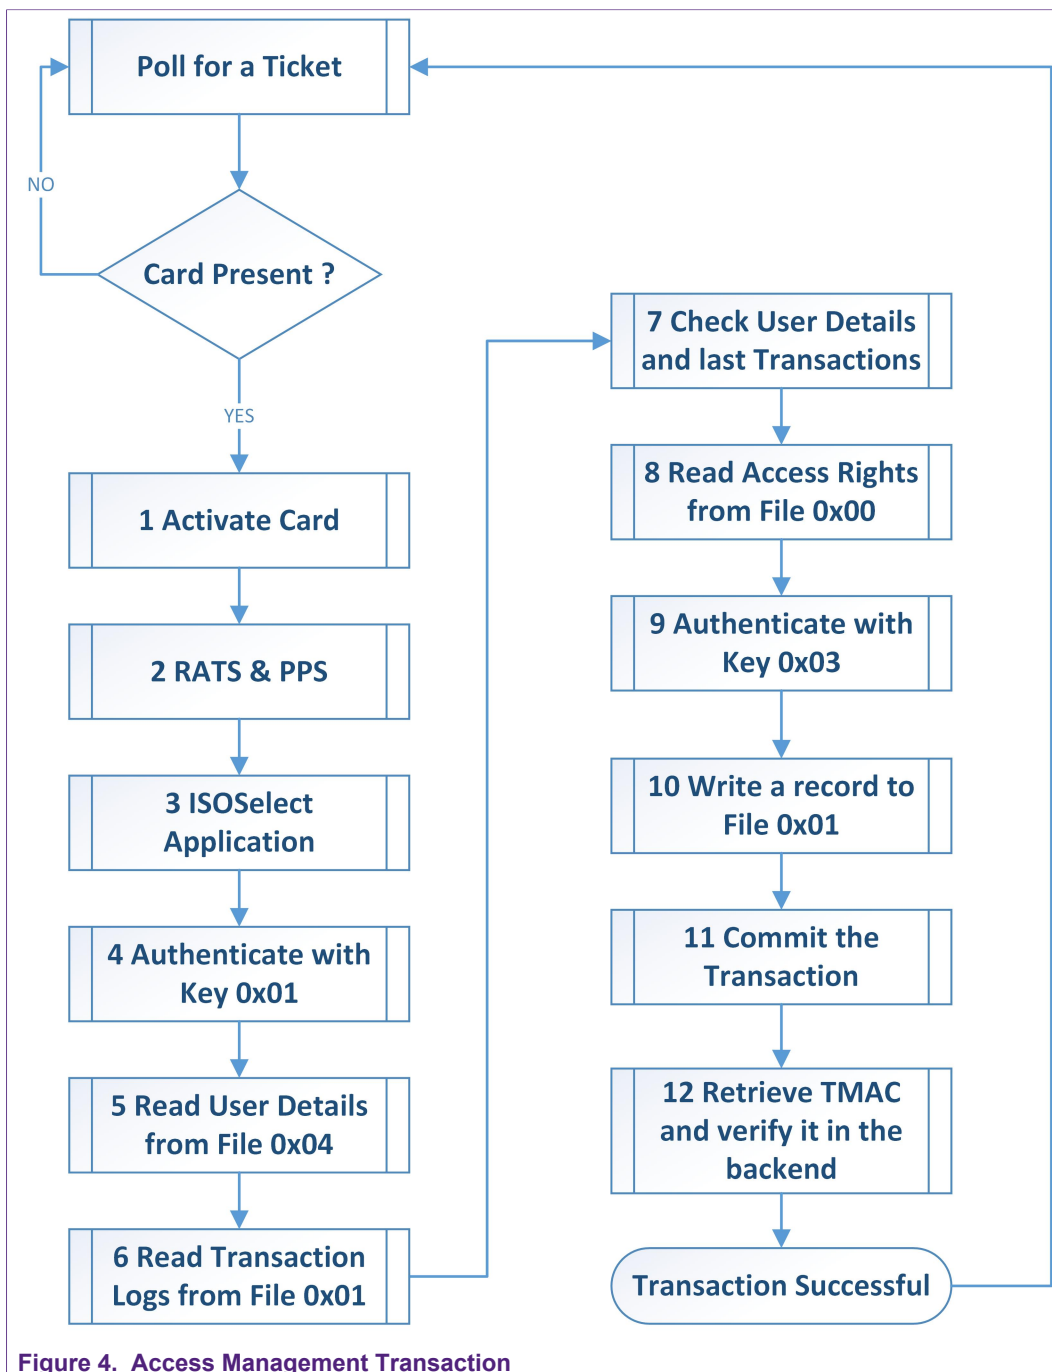 Poll for a Ticket
NO
Card Present ?
YES
1 Activate Card
2 RATS & PPS
3 ISOSelect
Application
4 Authenticate with
Key 0x01
5 Read User Details
from File 0x04
6 Read Transaction
Logs from File 0x01
7 Check User Details
and last Transactions
8 Read Access Rights
from File 0x00
9 Authenticate with
Key 0x03
10 Write a record to
File 0x01
11 Commit the
Transaction
12 Retrieve TMAC
and verify it in the
backend
Transaction Successful
Figure 4. Access Management Transaction